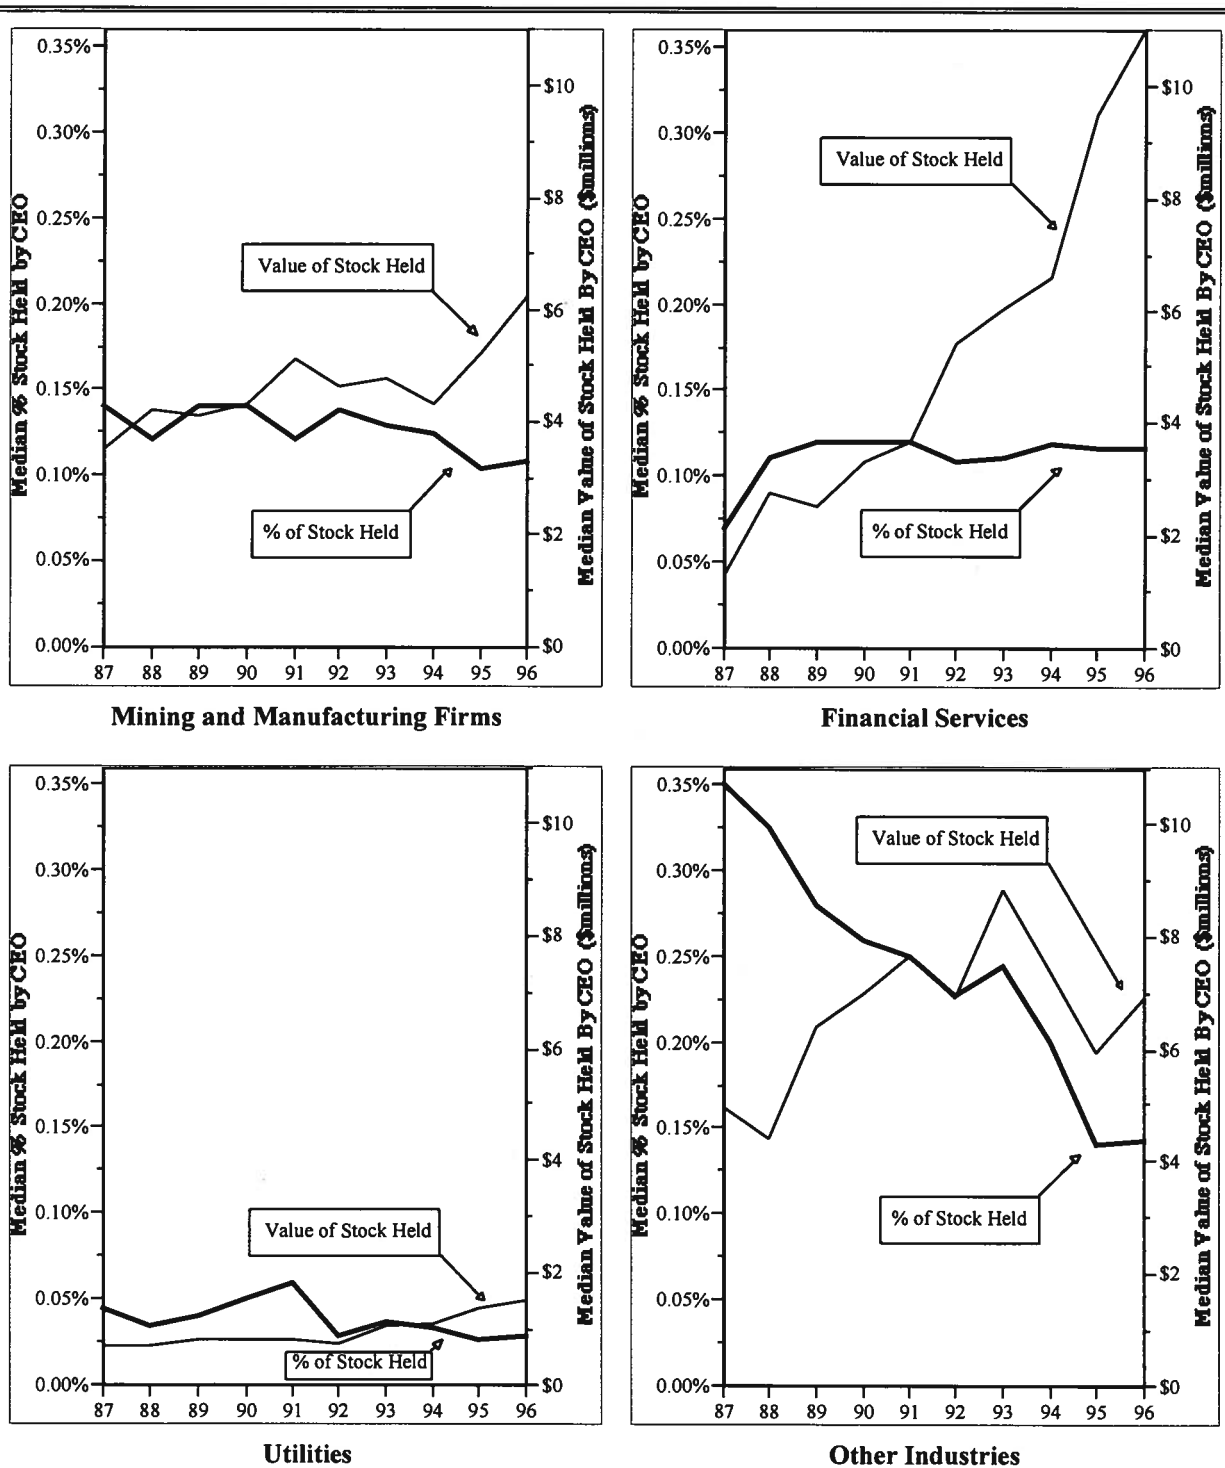 Median % Stock Held by CEO
0.35%
0.30%
0.25%
0.20%
0.15%
0.10%
0.05%
0.00%
Value of Stock Held
% of Stock Held
$10
$8
$6
$4
$2
$0
Median Value of Stock Held By CEO ($millions)
87 88 89 90 91 92 93 94 95 96
Mining and Manufacturing Firms
Median % Stock Held by CEO
0.35%
0.30%
0.25%
0.20%
0.15%
0.10%
0.05%
0.00%
Value of Stock Held
% of Stock Held
$10
$8
$6
$4
$2
$0
Median Value of Stock Held By CEO ($millions)
87 88 89 90 91 92 93 94 95 96
Financial Services
Median % Stock Held by CEO
0.35%
0.30%
0.25%
0.20%
0.15%
0.10%
0.05%
0.00%
Value of Stock Held
% of Stock Held
$10
$8
$6
$4
$2
$0
Median Value of Stock Held By CEO ($millions)
87 88 89 90 91 92 93 94 95 96
Utilities
Median % Stock Held by CEO
0.35%
0.30%
0.25%
0.20%
0.15%
0.10%
0.05%
0.00%
Value of Stock Held
% of Stock Held
$10
$8
$6
$4
$2
$0
Median Value of Stock Held By CEO ($millions)
87 88 89 90 91 92 93 94 95 96
Other Industries